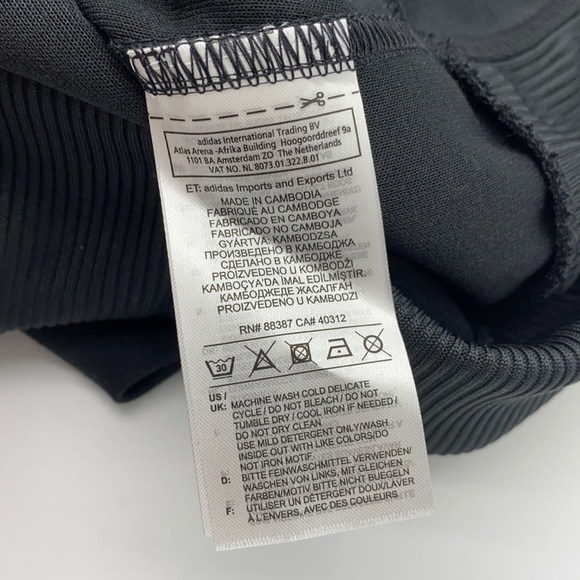 adidas International Trading BV
Atlas Arena -Afrika Building Hoogoorddreef 9a
1101 BA Amsterdam ZO The Netherlands
VAT NO. NL 8073.01.322.B.01
ET: adidas Imports and Exports Ltd
MADE IN CAMBODIA
FABRIQUÉ AU CAMBODGE
FABRICADO EN CAMBOYA
FABRICADO NO CAMBOJA
GYÁRTVA: KAMBODZSA
ПРОИЗВЕДЕНО В КАМБОДЖА
СДЕЛАНО В КАМБОДЖЕ
PROIZVEDENO U KOMBODŽI
KAMBOÇYA'DA İMAL EDİLMİŞTİR.
КАМБОДЖЕДЕ ЖАСАЛҒАН
PROIZVEDENO V KAMBODZI
RN# 88387 CA# 40312
30
US /
UK: MACHINE WASH COLD DELICATE
CYCLE / DO NOT BLEACH / DO NOT
TUMBLE DRY / COOL IRON IF NEEDED /
DO NOT DRY CLEAN
USE MILD DETERGENT ONLY/WASH
INSIDE OUT WITH LIKE COLORS/DO
NOT IRON MOTIF
D: BITTE FEINWASCHMITTEL VERWENDEN/
WASCHEN VON LINKS, MIT GLEICHEN
FARBEN/MOTIV BITTE NICHT BUEGELN
F: UTILISER UN DÉTERGENT DOUX/LAVER
À L'ENVERS, AVEC DES COULEURS